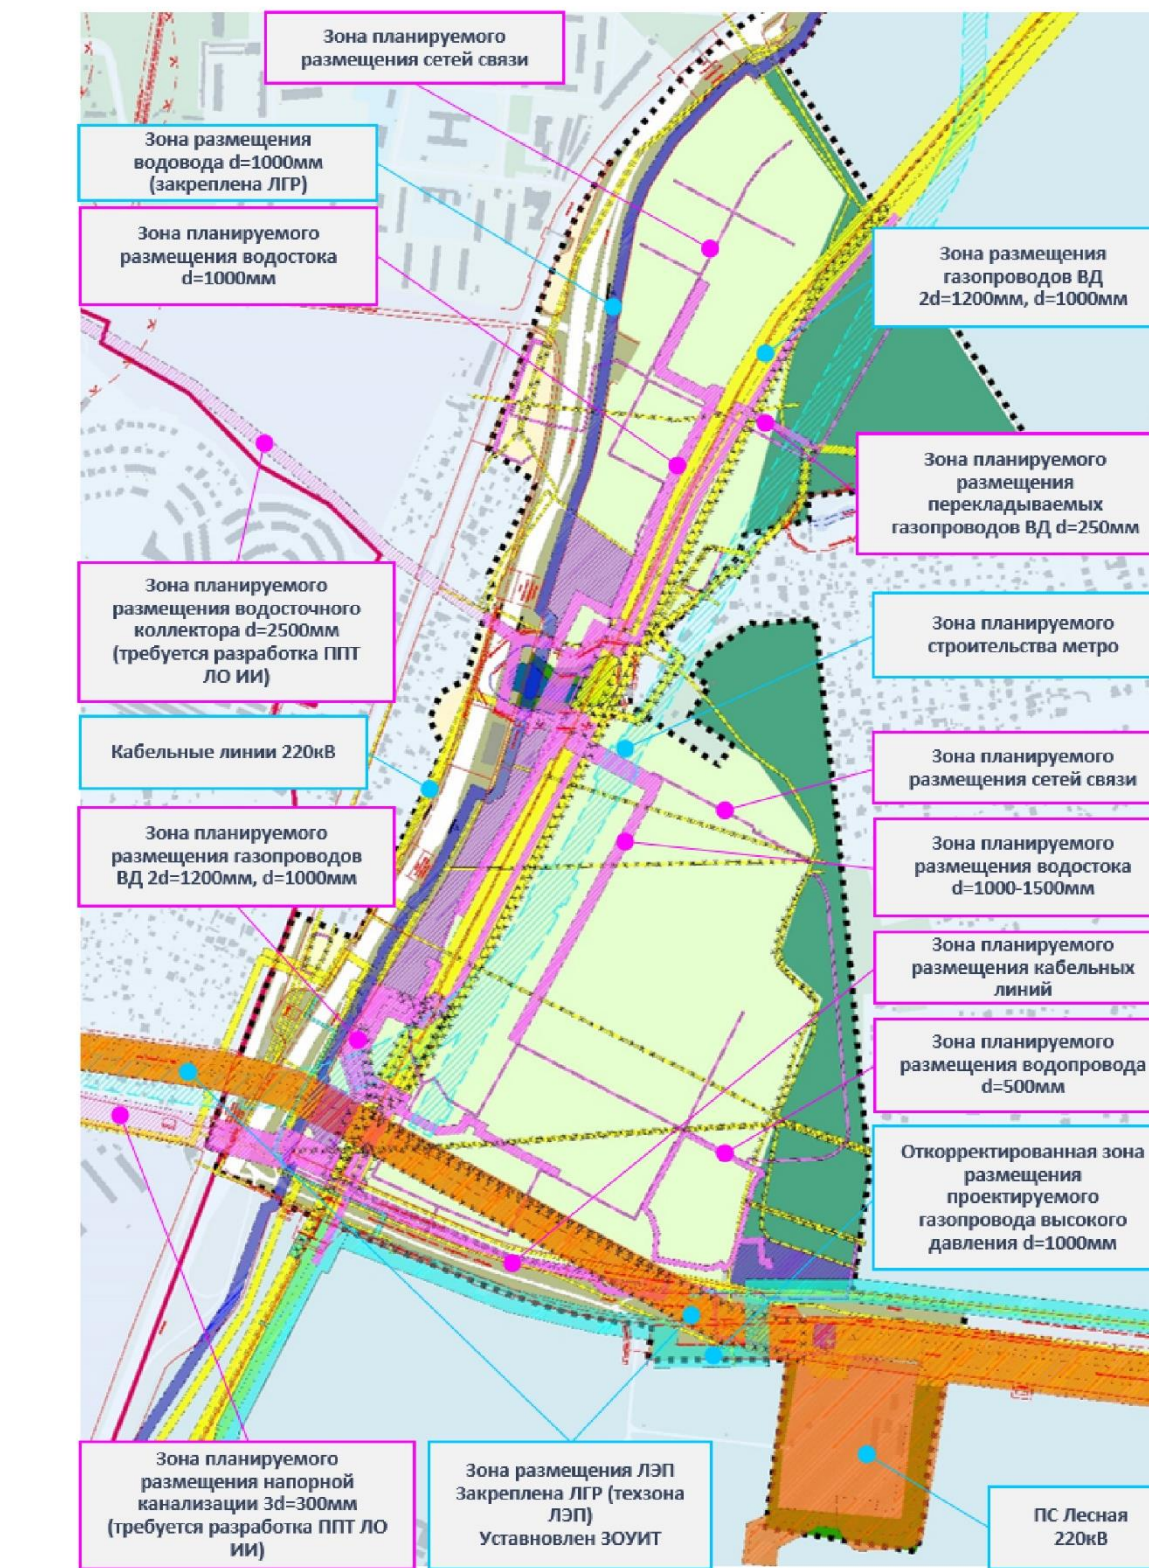 Зона планируемого
размещения сетей связи
Зона размещения
водовода d=1000мм
(закреплена ЛГР)
Зона планируемого
размещения водостока
d=1000мм
Зона размещения
газопроводов ВД
2d=1200мм, d=1000мм
Зона планируемого
размещения
перекладываемых
газопроводов ВД d=250мм
Зона планируемого
размещения водосточного
коллектора d=2500мм
(требуется разработка ППТ
ЛО ИИ)
Зона планируемого
строительства метро
Кабельные линии 220кВ
Зона планируемого
размещения сетей связи
Зона планируемого
размещения газопроводов
ВД 2d=1200мм, d=1000мм
Зона планируемого
размещения водостока
d=1000-1500мм
Зона планируемого
размещения кабельных
линий
Зона планируемого
размещения водопровода
d=500мм
Откорректированная зона
размещения
проектируемого
газопровода высокого
давления d=1000мм
Зона планируемого
размещения напорной
канализации 3d=300мм
(требуется разработка ППТ ЛО
ИИ)
Зона размещения ЛЭП
Закреплена ЛГР (техзона
ЛЭП)
Уставновлен ЗОУИТ
ПС Лесная
220кВ